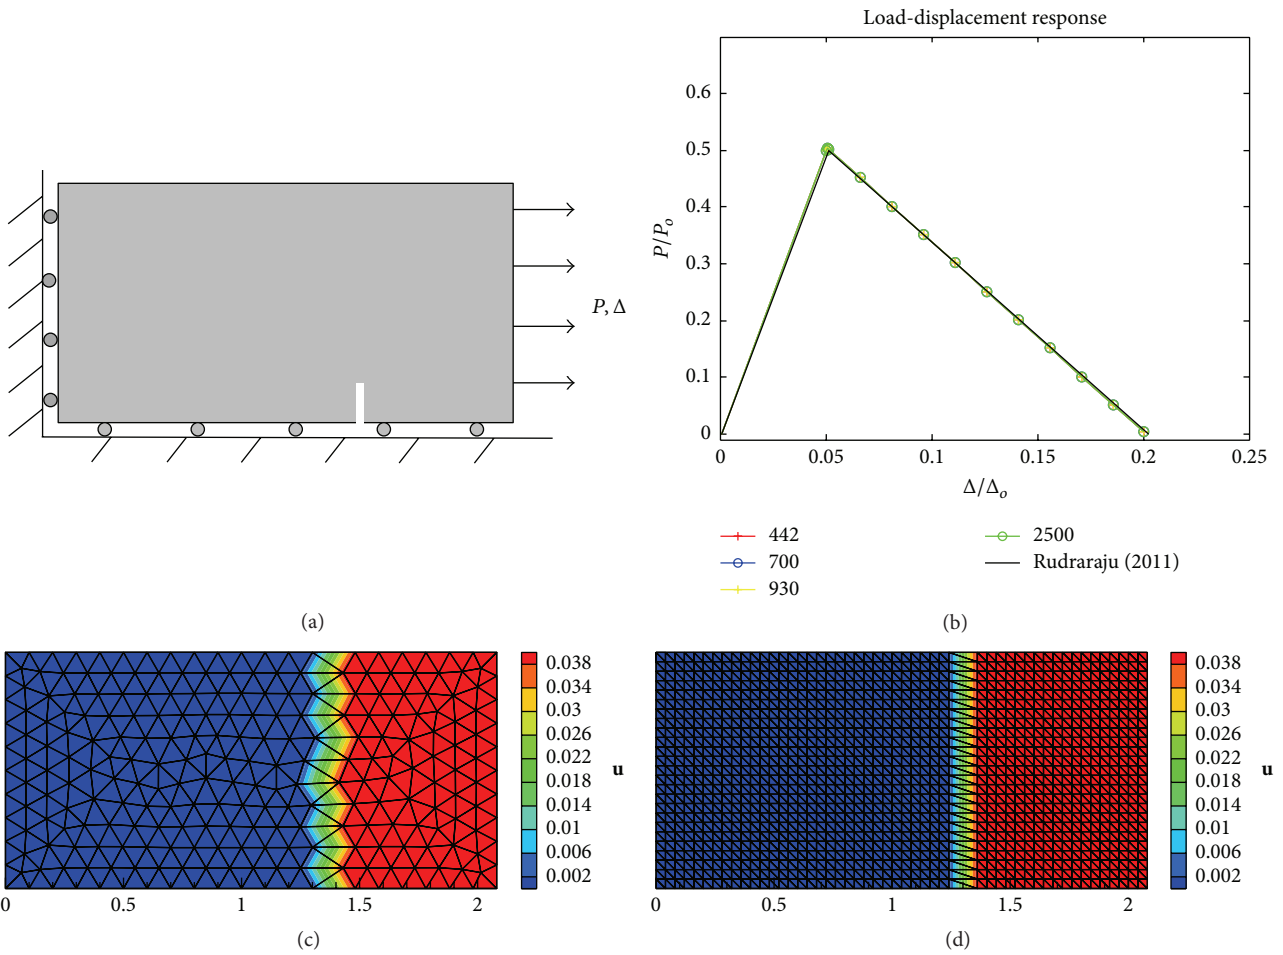 P, Δ
(a)
Load-displacement response
P/Pₒ
0.6
0.5
0.4
0.3
0.2
0.1
0
0 0.05 0.1 0.15 0.2 0.25
Δ/Δₒ
442
700
930
2500
Rudraraju (2011)
(b)
0.038
0.034
0.03
0.026
0.022
0.018
0.014
0.01
0.006
0.002
u
0 0.5 1 1.5 2
(c)
0.038
0.034
0.03
0.026
0.022
0.018
0.014
0.01
0.006
0.002
u
0 0.5 1 1.5 2
(d)